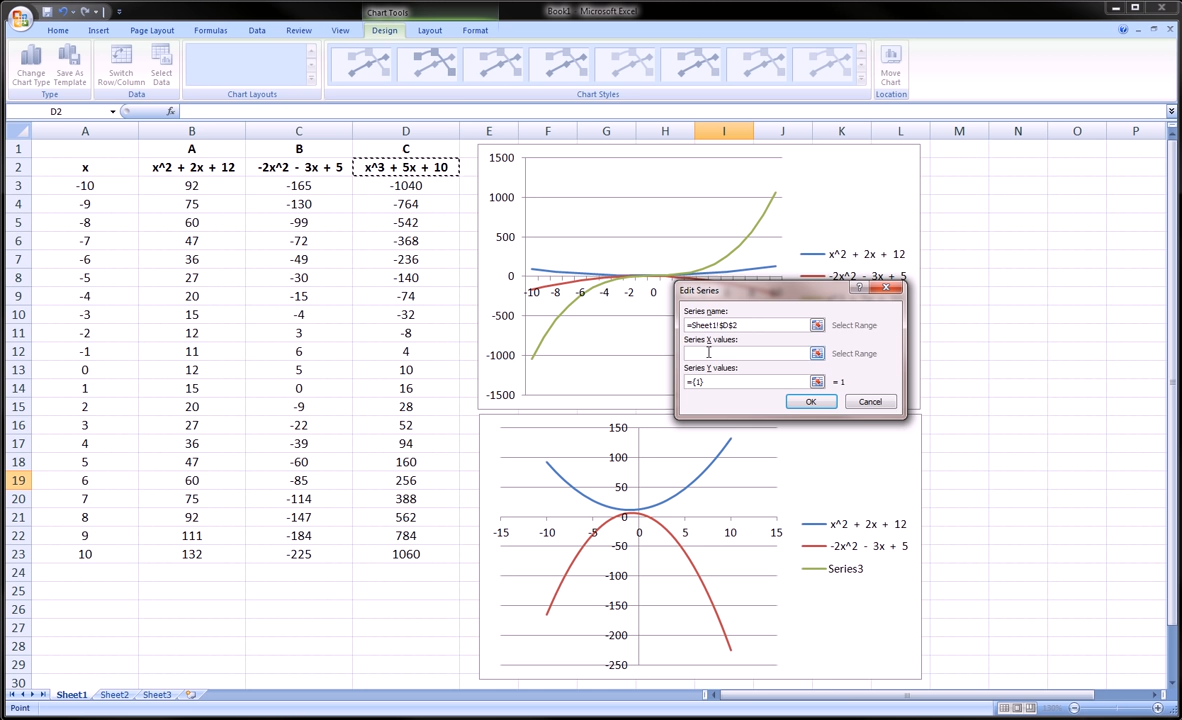 Chart Tools
Book1 - Microsoft Excel
Home Insert Page Layout Formulas Data Review View Design Layout Format
Change Chart Type
Save As Template
Switch Row/Column
Select Data
Move Chart
Type Data Chart Layouts Chart Styles Location
D2 fx
A B C D E F G H I J K L M N O P
1 A B C
2 x x^2 + 2x + 12 -2x^2 - 3x + 5 x^3 + 5x + 10
3 -10 92 -165 -1040
4 -9 75 -130 -764
5 -8 60 -99 -542
6 -7 47 -72 -368
7 -6 36 -49 -236
8 -5 27 -30 -140
9 -4 20 -15 -74
10 -3 15 -4 -32
11 -2 12 3 -8
12 -1 11 6 4
13 0 12 5 10
14 1 15 0 16
15 2 20 -9 28
16 3 27 -22 52
17 4 36 -39 94
18 5 47 -60 160
19 6 60 -85 256
20 7 75 -114 388
21 8 92 -147 562
22 9 111 -184 784
23 10 132 -225 1060
24
25
26
27
28
29
30
1500
1000
500
0
-500
-1000
-1500
-10 -8 -6 -4 -2 0
x^2 + 2x + 12
-2x^2 - 3x + 5
Edit Series
Series name:
=Sheet1!$D$2 Select Range
Series X values:
Select Range
Series Y values:
={1} = 1
OK Cancel
150
100
50
0
-50
-100
-150
-200
-250
-15 -10 -5 0 5 10 15
x^2 + 2x + 12
-2x^2 - 3x + 5
Series3
Sheet1 Sheet2 Sheet3
Point